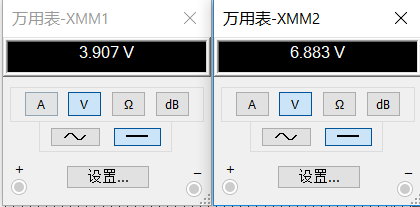 万用表-XMM1
3.907 V
A V Ω dB
+ 设置... −
万用表-XMM2
6.883 V
A V Ω dB
+ 设置... −